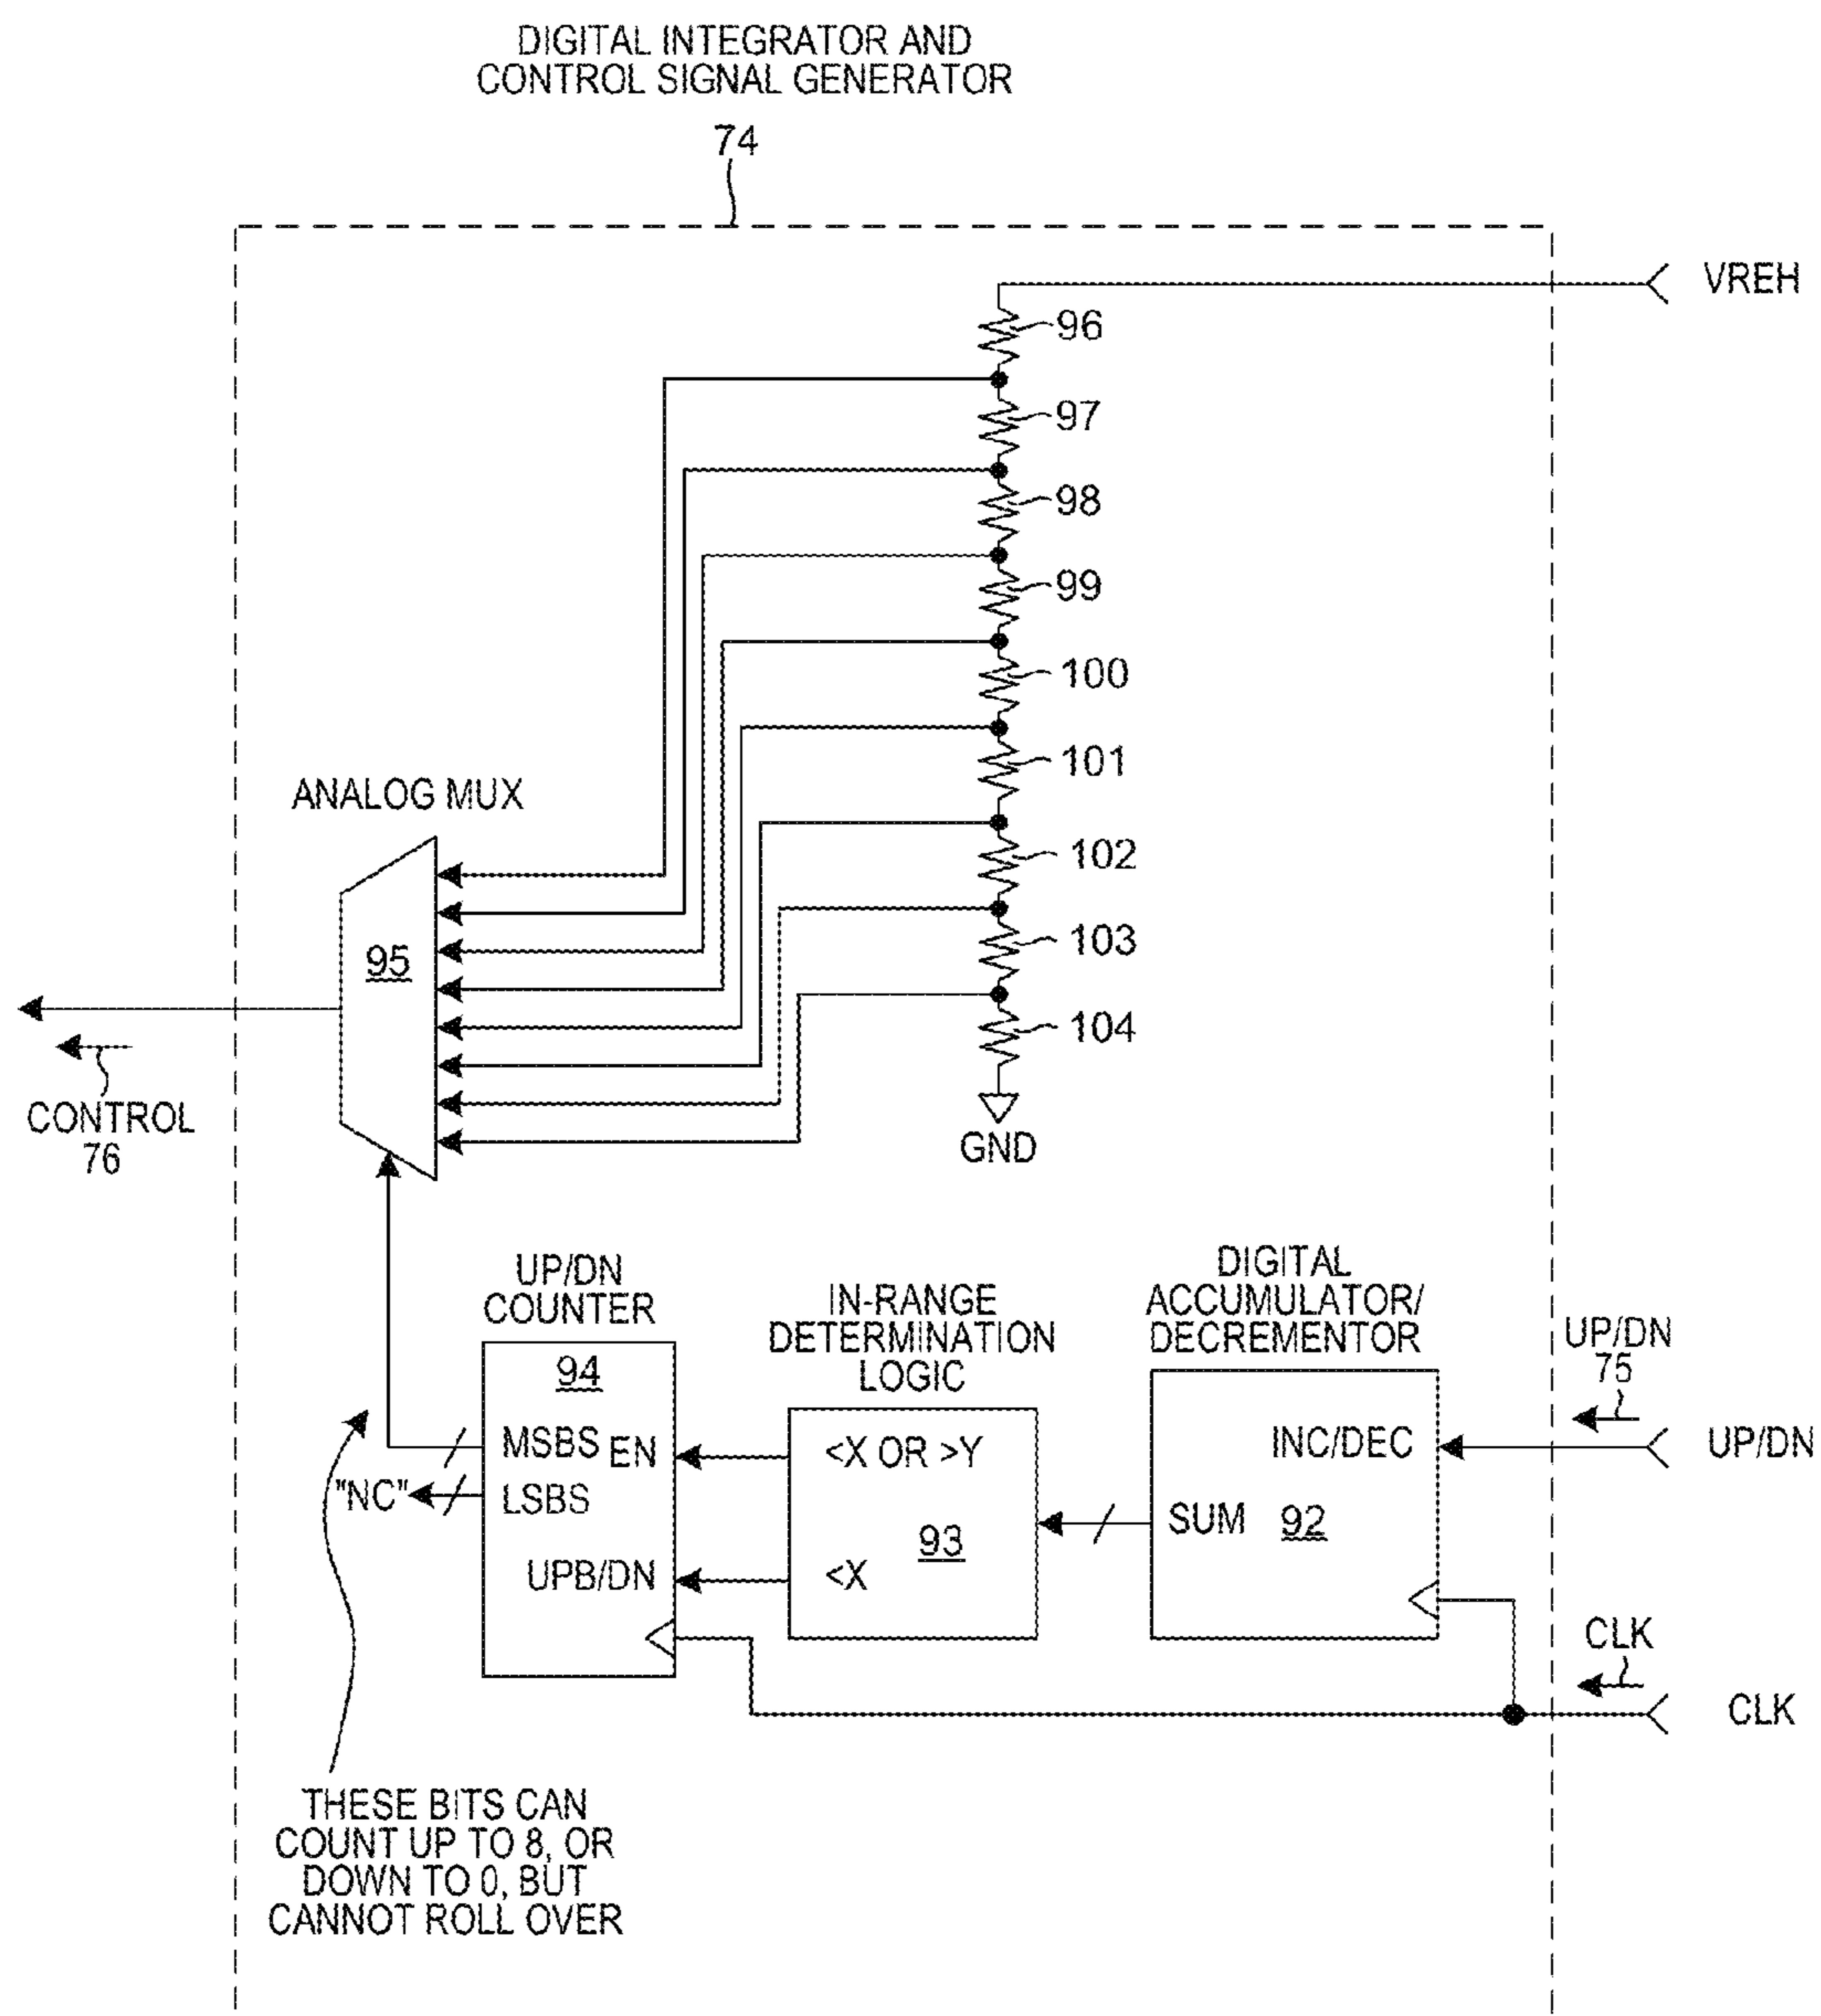 DIGITAL INTEGRATOR AND
CONTROL SIGNAL GENERATOR
74
VREH
96
97
98
99
100
101
102
103
104
GND
ANALOG MUX
95
CONTROL
76
UP/DN
COUNTER
94
MSBS EN
LSBS
UPB/DN
"NC"
IN-RANGE
DETERMINATION
LOGIC
<X OR >Y
93
<X
DIGITAL
ACCUMULATOR/
DECREMENTOR
INC/DEC
SUM 92
UP/DN
75
UP/DN
CLK
CLK
THESE BITS CAN
COUNT UP TO 8, OR
DOWN TO 0, BUT
CANNOT ROLL OVER